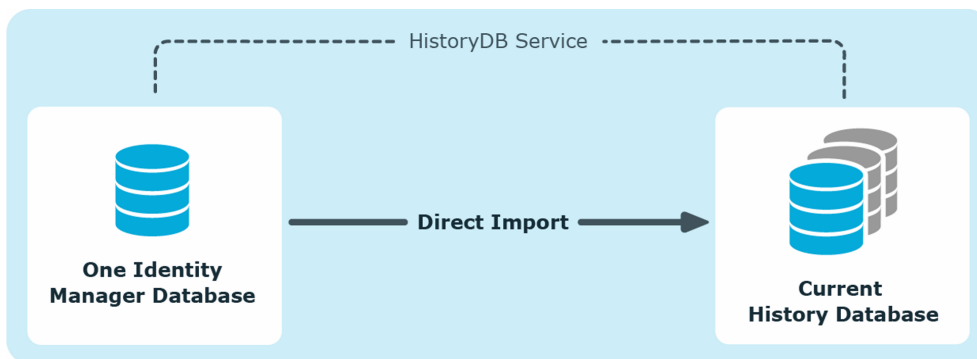 HistoryDB Service
Direct Import
One Identity
Manager Database
Current
History Database